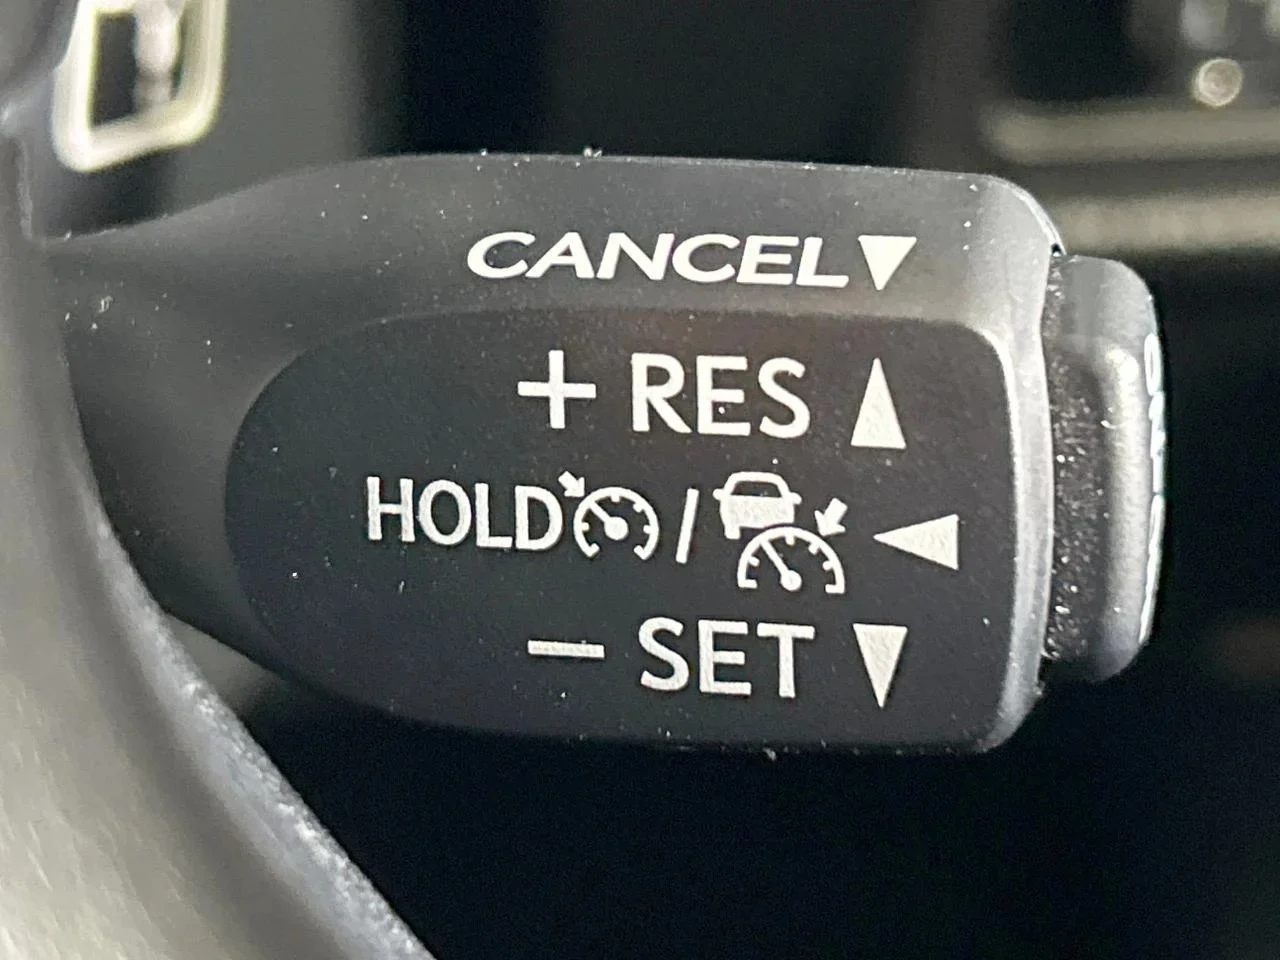 CANCEL▼
+ RES ▲
HOLD / ◀
— SET ▼